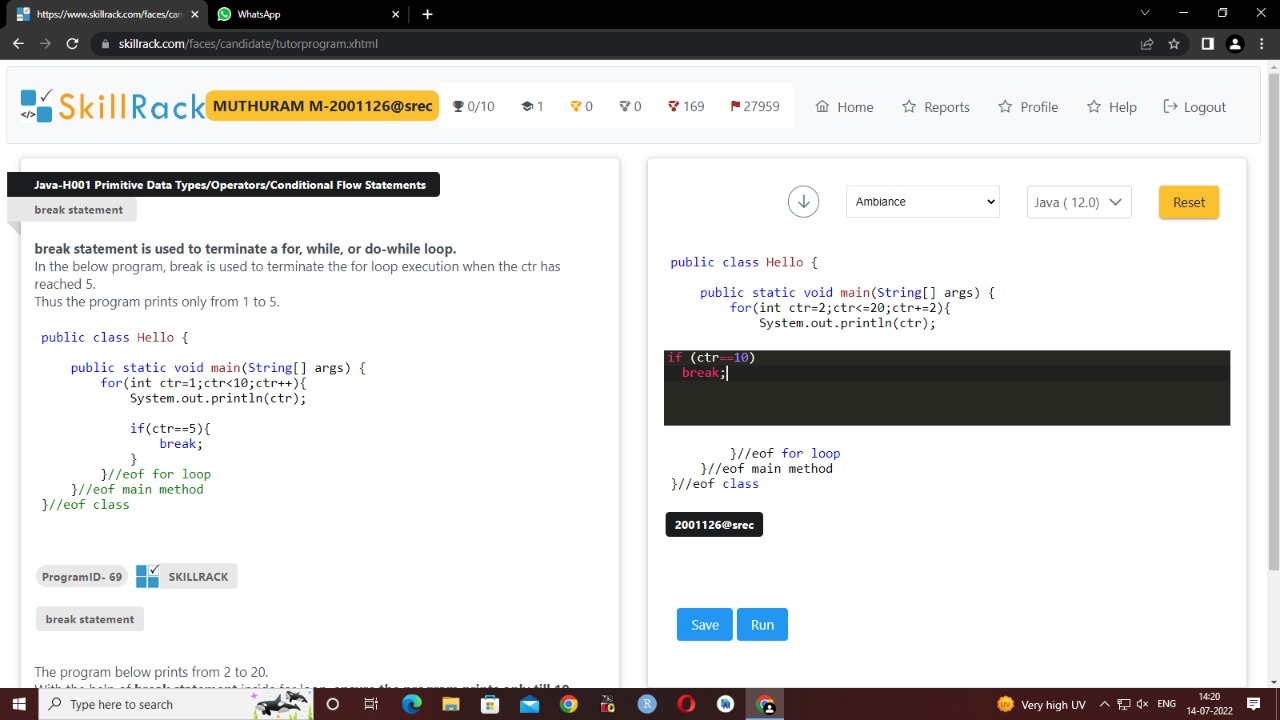 https://www.skillrack.com/faces/can
WhatsApp
skillrack.com/faces/candidate/tutorprogram.xhtml
SkillRack
MUTHURAM M-2001126@srec
0/10
1
0
0
169
27959
Home
Reports
Profile
Help
Logout
Java-H001 Primitive Data Types/Operators/Conditional Flow Statements
break statement
break statement is used to terminate a for, while, or do-while loop.
In the below program, break is used to terminate the for loop execution when the ctr has
reached 5.
Thus the program prints only from 1 to 5.
public class Hello {
public static void main(String[] args) {
for(int ctr=1;ctr<10;ctr++){
System.out.println(ctr);
if(ctr==5){
break;
}
}//eof for loop
}//eof main method
}//eof class
ProgramID- 69
SKILLRACK
break statement
The program below prints from 2 to 20.
Ambiance
Java ( 12.0)
Reset
public class Hello {
public static void main(String[] args) {
for(int ctr=2;ctr<=20;ctr+=2){
System.out.println(ctr);
if (ctr==10)
break;
}//eof for loop
}//eof main method
}//eof class
2001126@srec
Save
Run
Type here to search
Very high UV
ENG
14:20
14-07-2022